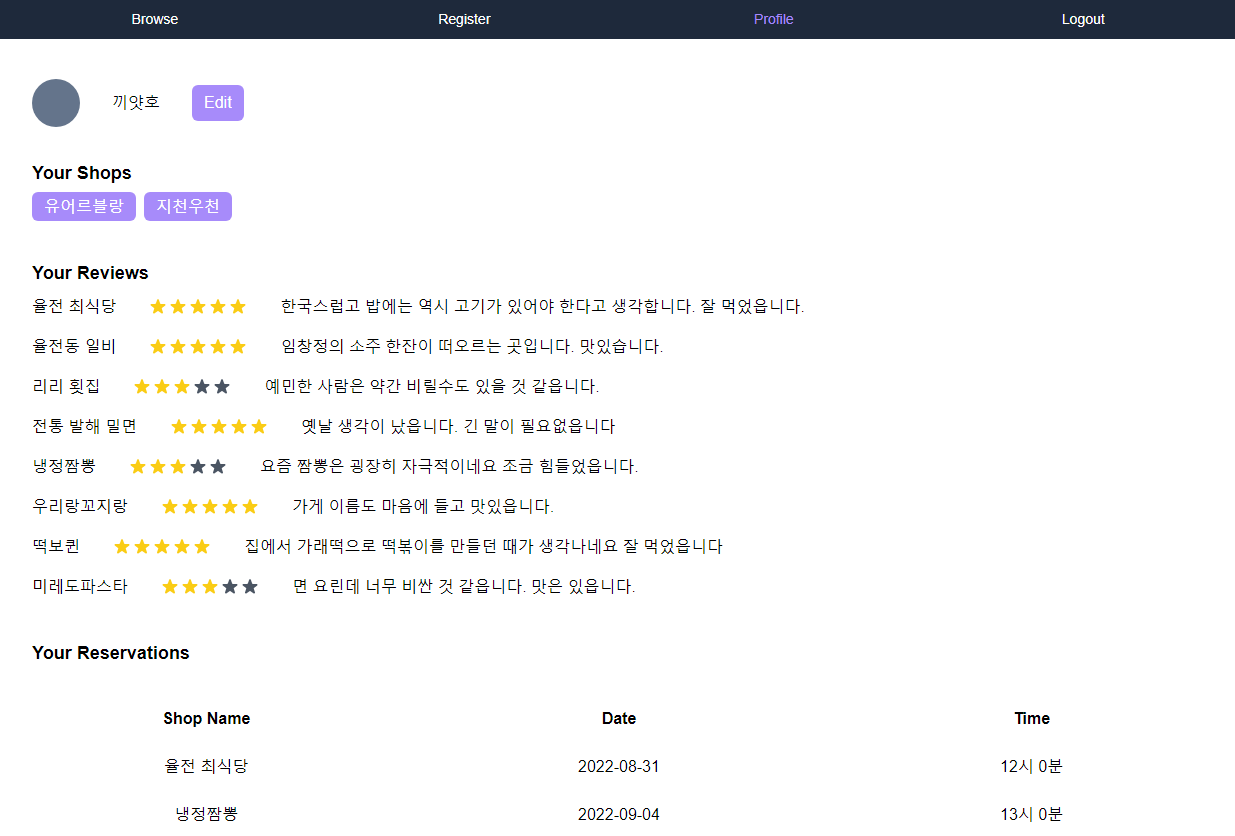 Browse Register Profile Logout
끼얏호 Edit
Your Shops
유어르블랑 지천우천
Your Reviews
율전 최식당 한국스럽고 밥에는 역시 고기가 있어야 한다고 생각합니다. 잘 먹었읍니다.
율전동 일비 임창정의 소주 한잔이 떠오르는 곳입니다. 맛있습니다.
리리 횟집 예민한 사람은 약간 비릴수도 있을 것 같읍니다.
전통 발해 밀면 옛날 생각이 났읍니다. 긴 말이 필요없읍니다
냉정짬뽕 요즘 짬뽕은 굉장히 자극적이네요 조금 힘들었읍니다.
우리랑꼬지랑 가게 이름도 마음에 들고 맛있읍니다.
떡보퀸 집에서 가래떡으로 떡볶이를 만들던 때가 생각나네요 잘 먹었읍니다
미레도파스타 면 요린데 너무 비싼 것 같읍니다. 맛은 있읍니다.
Your Reservations
Shop Name Date Time
율전 최식당 2022-08-31 12시 0분
냉정짬뽕 2022-09-04 13시 0분